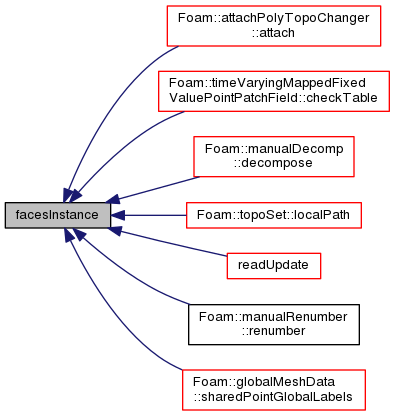 Foam::attachPolyTopoChanger
::attach
Foam::timeVaryingMappedFixed
ValuePointPatchField::checkTable
Foam::manualDecomp
::decompose
facesInstance
Foam::topoSet::localPath
readUpdate
Foam::manualRenumber
::renumber
Foam::globalMeshData
::sharedPointGlobalLabels